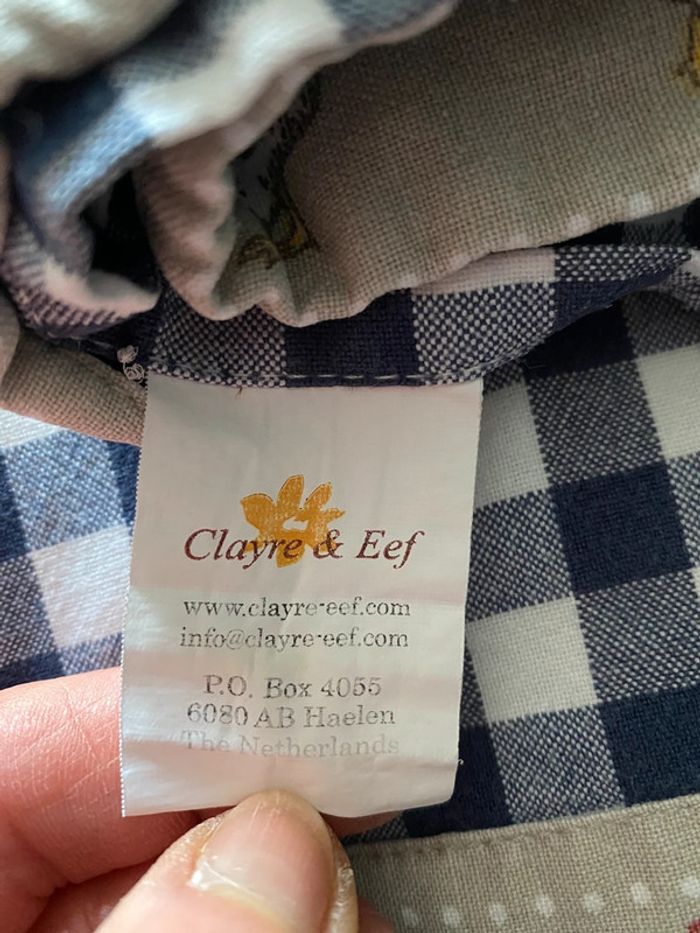 Clayre & Eef
www.clayre-eef.com
info@clayre-eef.com
P.O. Box 4055
6080 AB Haelen
The Netherlands